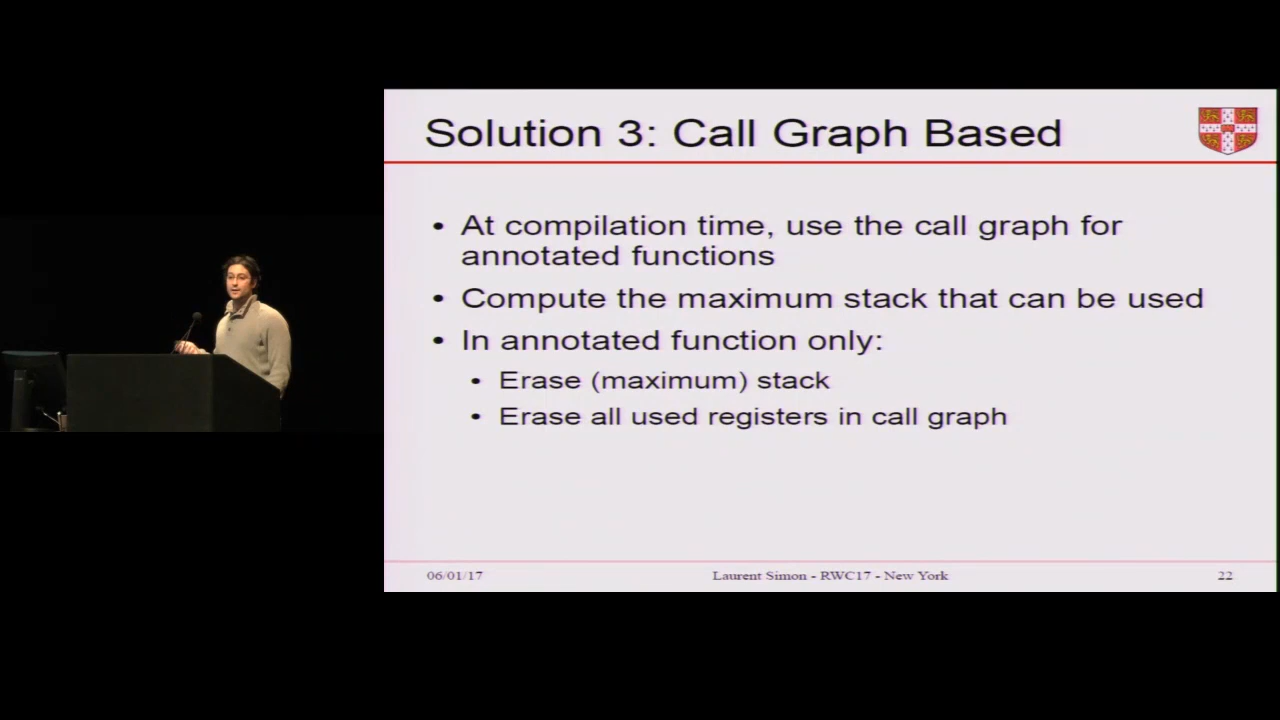 Solution 3: Call Graph Based
• At compilation time, use the call graph for
annotated functions
• Compute the maximum stack that can be used
• In annotated function only:
• Erase (maximum) stack
• Erase all used registers in call graph
06/01/17
Laurent Simon - RWC17 - New York
22